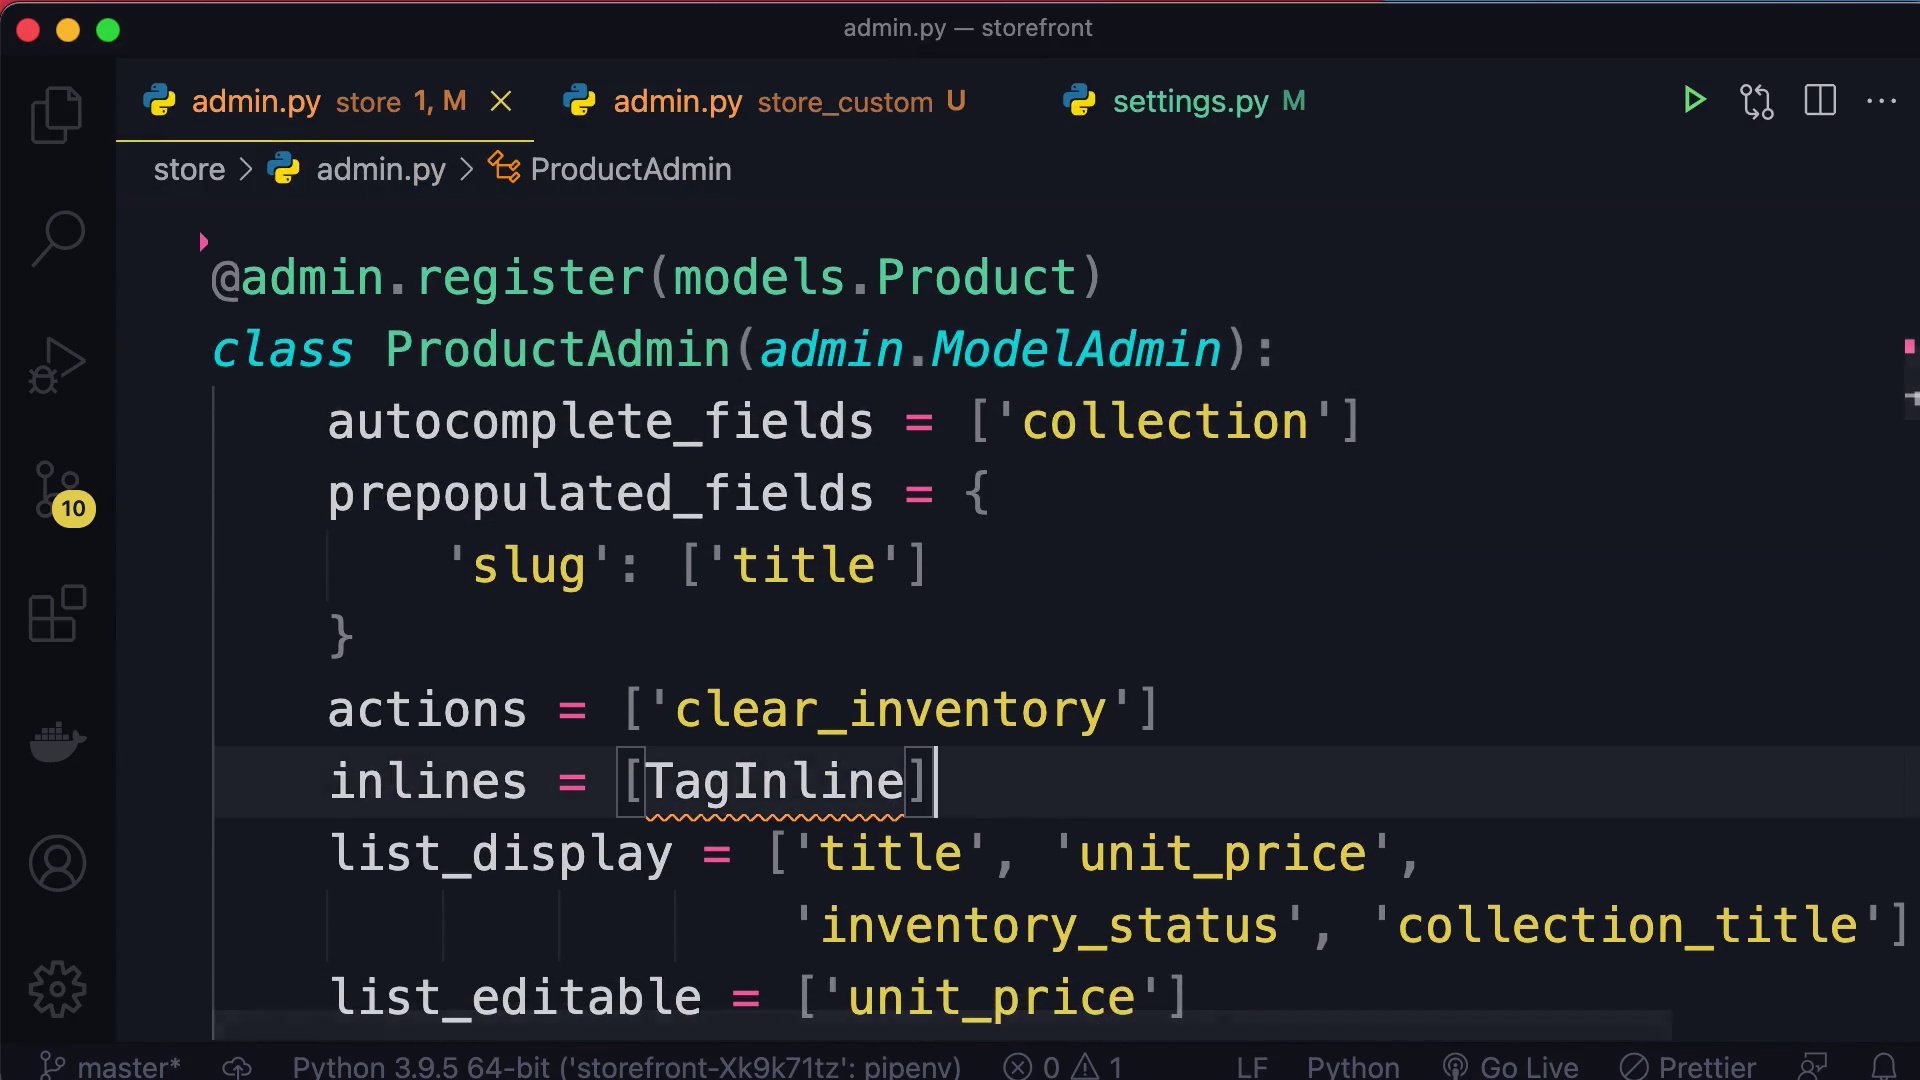 admin.py — storefront
admin.py store 1, M
admin.py store_custom U
settings.py M
store > admin.py > ProductAdmin
@admin.register(models.Product)
class ProductAdmin(admin.ModelAdmin):
autocomplete_fields = ['collection']
prepopulated_fields = {
'slug': ['title']
}
actions = ['clear_inventory']
inlines = [TagInline]
list_display = ['title', 'unit_price',
'inventory_status', 'collection_title']
list_editable = ['unit_price']
10
master* Python 3.9.5 64-bit ('storefront-Xk9k71tz': pipenv) 0 1 LF Python Go Live Prettier